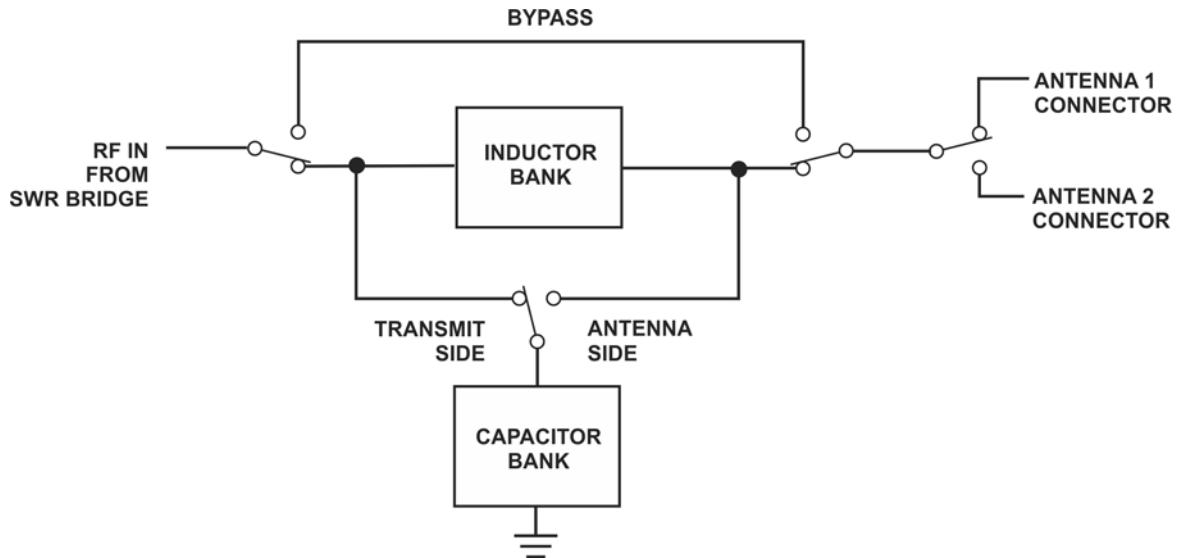 BYPASS
RF IN
FROM
SWR BRIDGE
INDUCTOR
BANK
ANTENNA 1
CONNECTOR
ANTENNA 2
CONNECTOR
TRANSMIT
SIDE
ANTENNA
SIDE
CAPACITOR
BANK